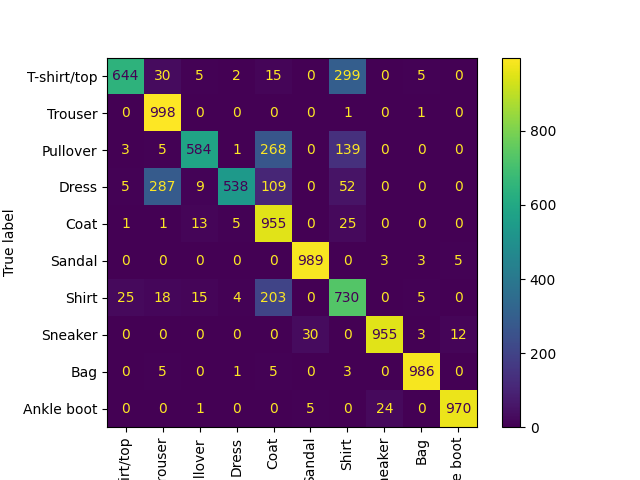 T-shirt/top 644 30 5 2 15 0 299 0 5 0
Trouser 0 998 0 0 0 0 1 0 1 0
Pullover 3 5 584 1 268 0 139 0 0 0
Dress 5 287 9 538 109 0 52 0 0 0
Coat 1 1 13 5 955 0 25 0 0 0
Sandal 0 0 0 0 0 989 0 3 3 5
Shirt 25 18 15 4 203 0 730 0 5 0
Sneaker 0 0 0 0 0 30 0 955 3 12
Bag 0 5 0 1 5 0 3 0 986 0
Ankle boot 0 0 1 0 0 5 0 24 0 970
True label
irt/top
rouser
llover
Dress
Coat
Sandal
Shirt
neaker
Bag
e boot
800
600
400
200
0